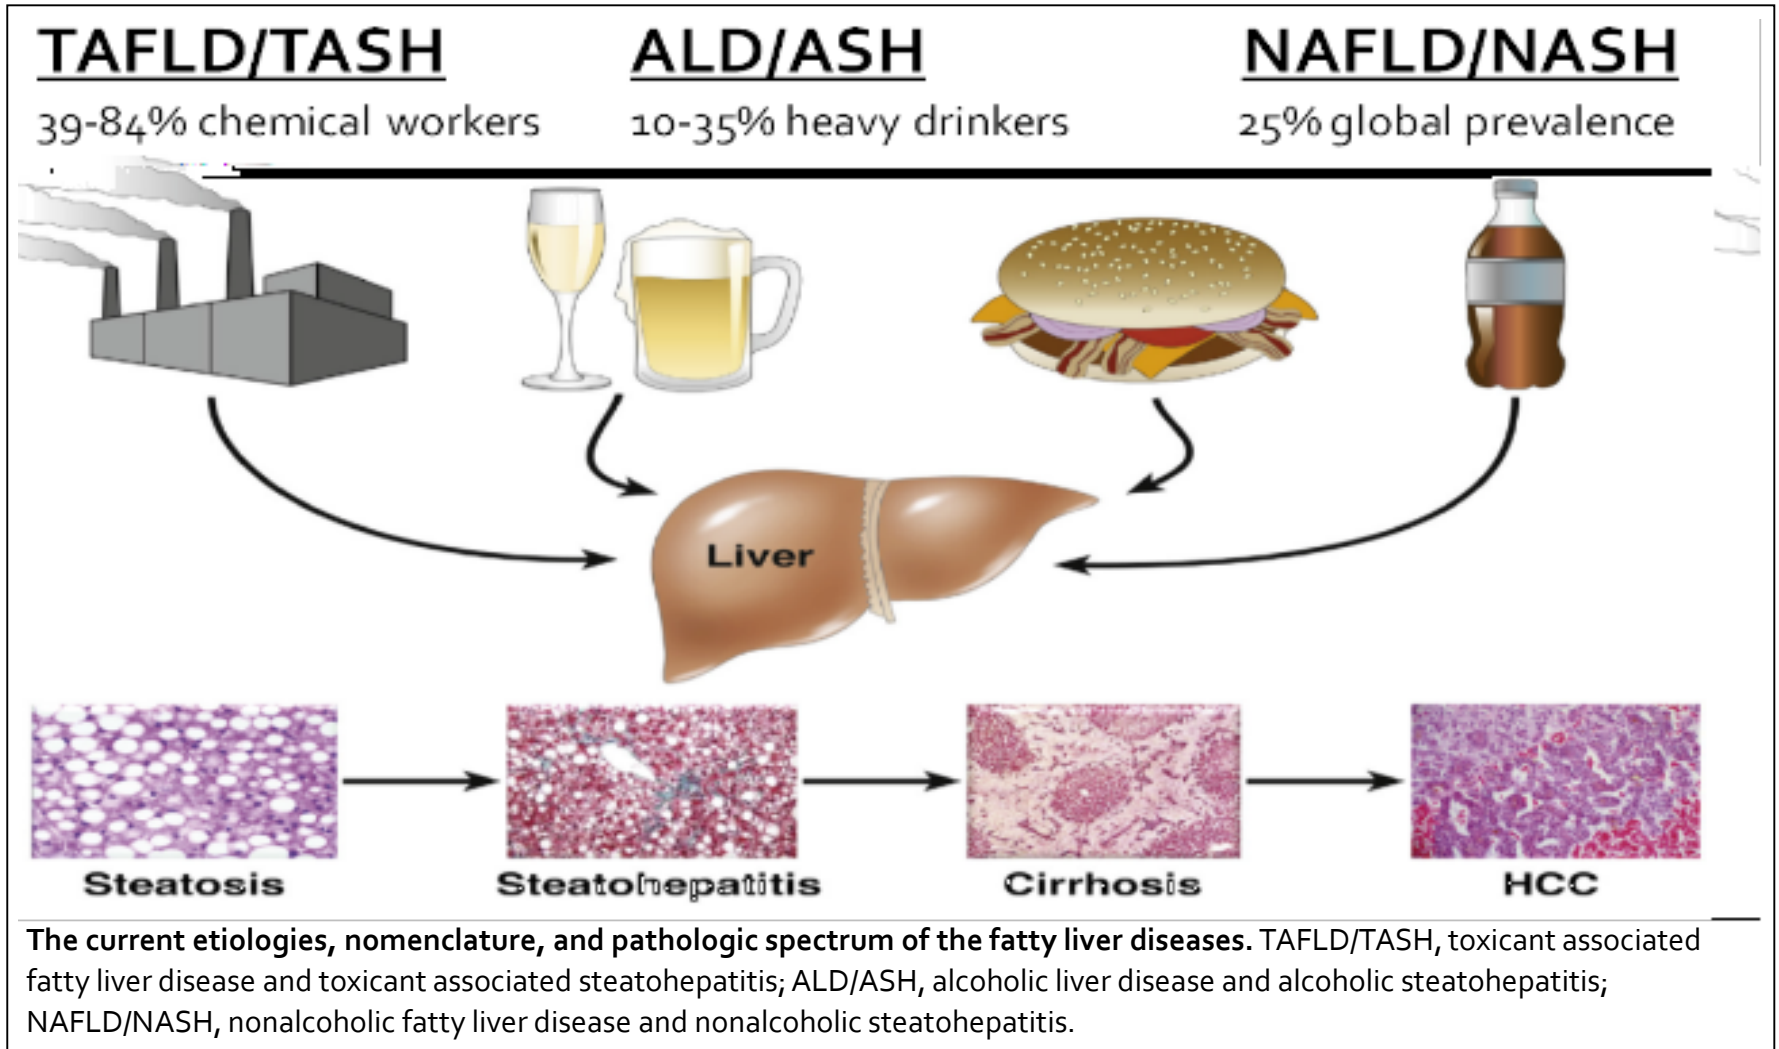 TAFLD/TASH ALD/ASH NAFLD/NASH
39-84% chemical workers 10-35% heavy drinkers 25% global prevalence
Liver
Steatosis Steatohepatitis Cirrhosis HCC
The current etiologies, nomenclature, and pathologic spectrum of the fatty liver diseases. TAFLD/TASH, toxicant associated
fatty liver disease and toxicant associated steatohepatitis; ALD/ASH, alcoholic liver disease and alcoholic steatohepatitis;
NAFLD/NASH, nonalcoholic fatty liver disease and nonalcoholic steatohepatitis.